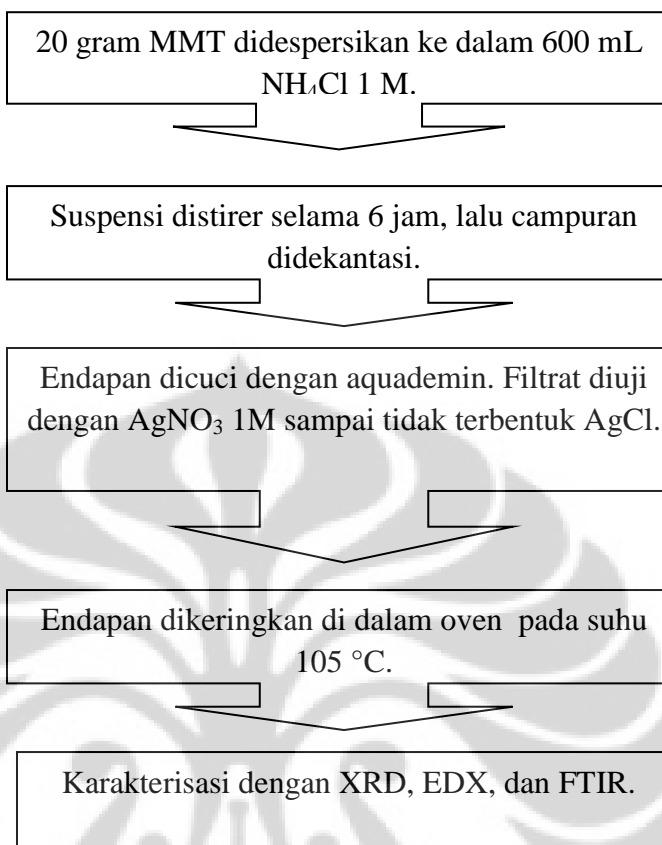 20 gram MMT didespersikan ke dalam 600 mL
NH₄Cl 1 M.
Suspensi distirer selama 6 jam, lalu campuran
didekantasi.
Endapan dicuci dengan aquademin. Filtrat diuji
dengan AgNO₃ 1M sampai tidak terbentuk AgCl.
Endapan dikeringkan di dalam oven pada suhu
105 °C.
Karakterisasi dengan XRD, EDX, dan FTIR.